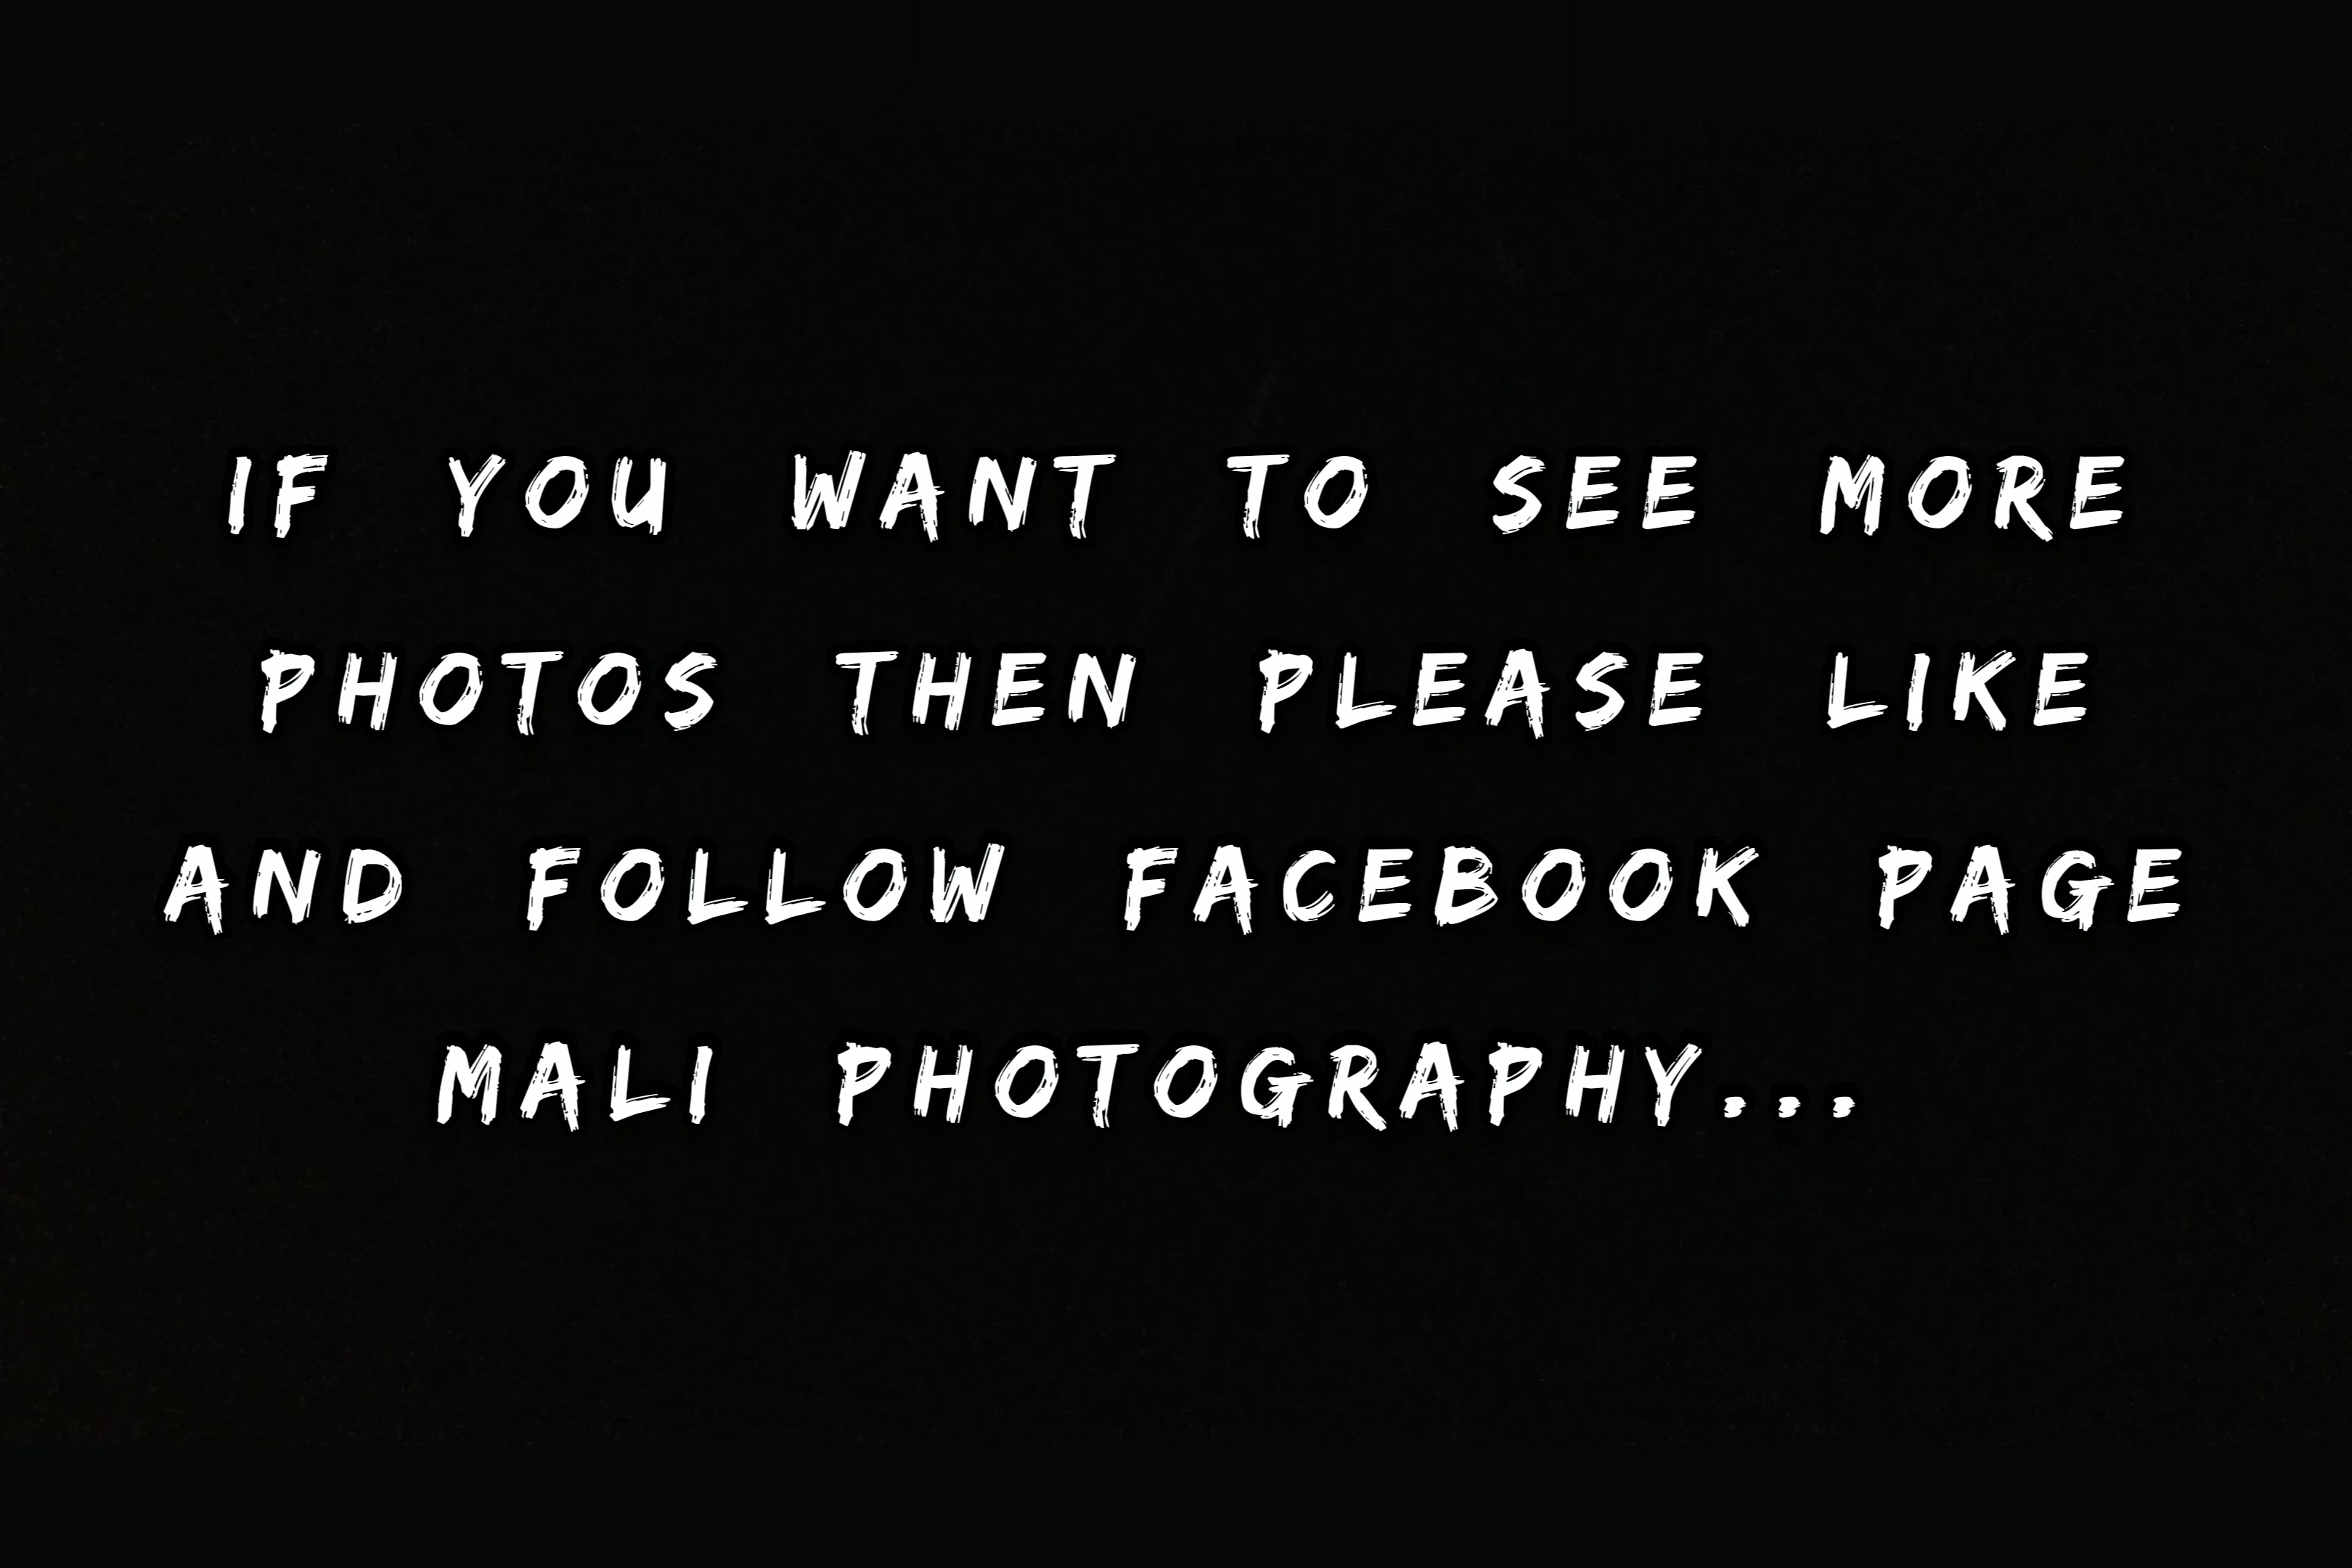 IF YOU WANT TO SEE MORE
PHOTOS THEN PLEASE LIKE
AND FOLLOW FACEBOOK PAGE
MALI PHOTOGRAPHY...